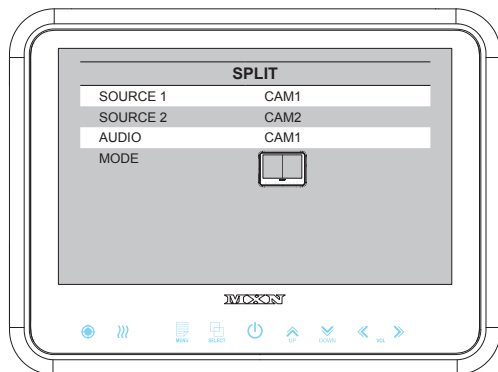 SPLIT
SOURCE 1 CAM1
SOURCE 2 CAM2
AUDIO CAM1
MODE
MXN
MENU SELECT UP DOWN VOL